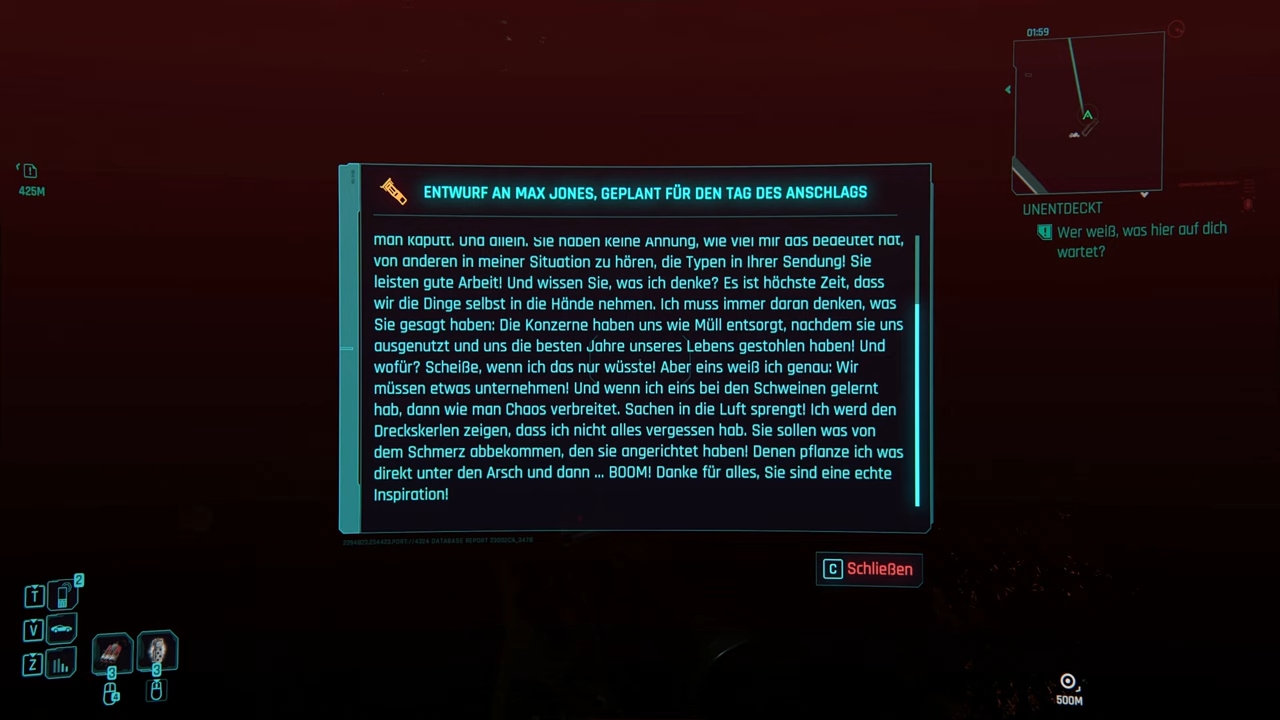 01:59
425M
UNENTDECKT
Wer weiß, was hier auf dich
wartet?
ENTWURF AN MAX JONES, GEPLANT FÜR DEN TAG DES ANSCHLAGS
man kaputt. Und allein. Sie haben keine Ahnung, wie viel mir das bedeutet hat,
von anderen in meiner Situation zu hören, die Typen in Ihrer Sendung! Sie
leisten gute Arbeit! Und wissen Sie, was ich denke? Es ist höchste Zeit, dass
wir die Dinge selbst in die Hände nehmen. Ich muss immer daran denken, was
Sie gesagt haben: Die Konzerne haben uns wie Müll entsorgt, nachdem sie uns
ausgenutzt und uns die besten Jahre unseres Lebens gestohlen haben! Und
wofür? Scheiße, wenn ich das nur wüsste! Aber eins weiß ich genau: Wir
müssen etwas unternehmen! Und wenn ich eins bei den Schweinen gelernt
hab, dann wie man Chaos verbreitet. Sachen in die Luft sprengt! Ich werd den
Dreckskerlen zeigen, dass ich nicht alles vergessen hab. Sie sollen was von
dem Schmerz abbekommen, den sie angerichtet haben! Denen pflanze ich was
direkt unter den Arsch und dann ... BOOM! Danke für alles, Sie sind eine echte
Inspiration!
C Schließen
2
T
V
Z
3
3
4
500M